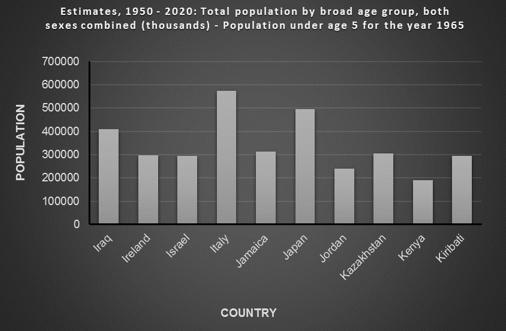 Estimates, 1950 - 2020: Total population by broad age group, both
sexes combined (thousands) - Population under age 5 for the year 1965
POPULATION
700000
600000
500000
400000
300000
200000
100000
0
Iraq
Ireland
Israel
Italy
Jamaica
Japan
Jordan
Kazakhstan
Kenya
Kiribati
COUNTRY